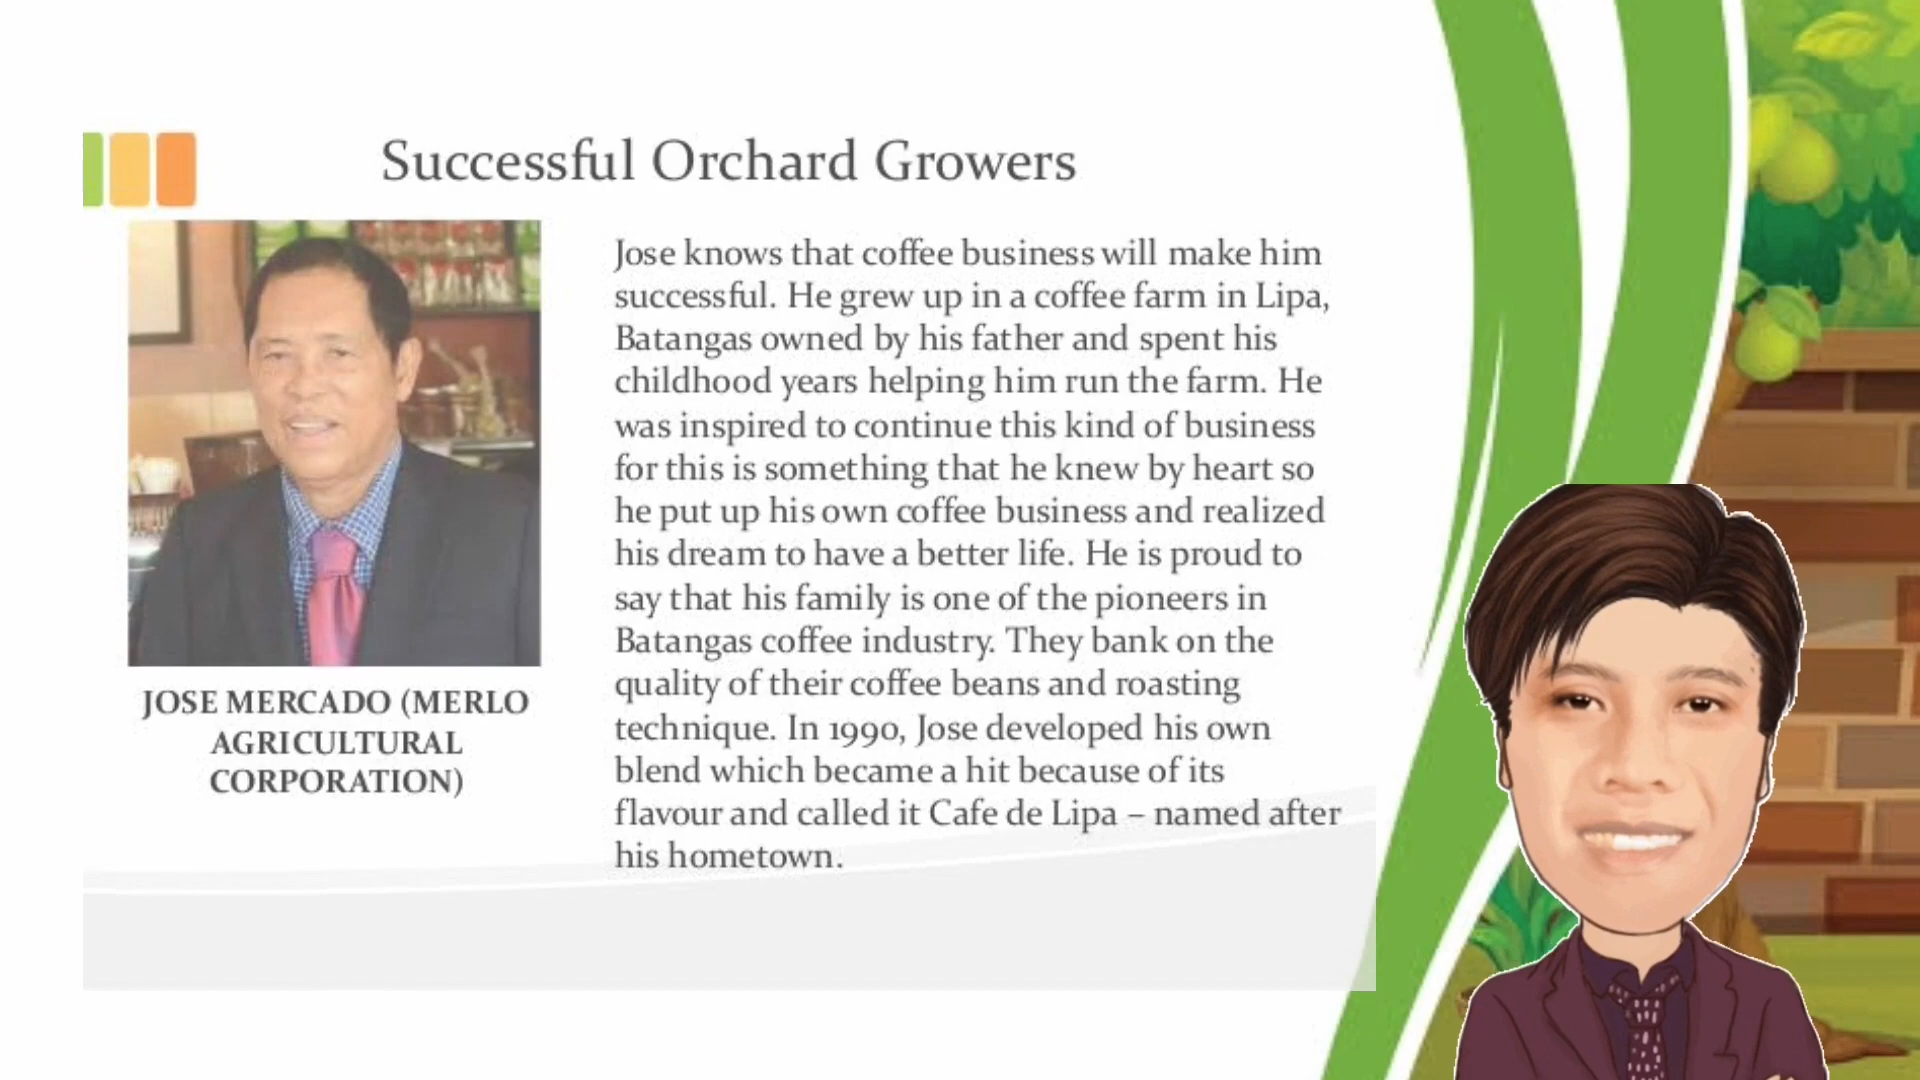 Successful Orchard Growers
Jose knows that coffee business will make him
successful. He grew up in a coffee farm in Lipa,
Batangas owned by his father and spent his
childhood years helping him run the farm. He
was inspired to continue this kind of business
for this is something that he knew by heart so
he put up his own coffee business and realized
his dream to have a better life. He is proud to
say that his family is one of the pioneers in
Batangas coffee industry. They bank on the
quality of their coffee beans and roasting
technique. In 1990, Jose developed his own
blend which became a hit because of its
flavour and called it Cafe de Lipa – named after
his hometown.
JOSE MERCADO (MERLO
AGRICULTURAL
CORPORATION)